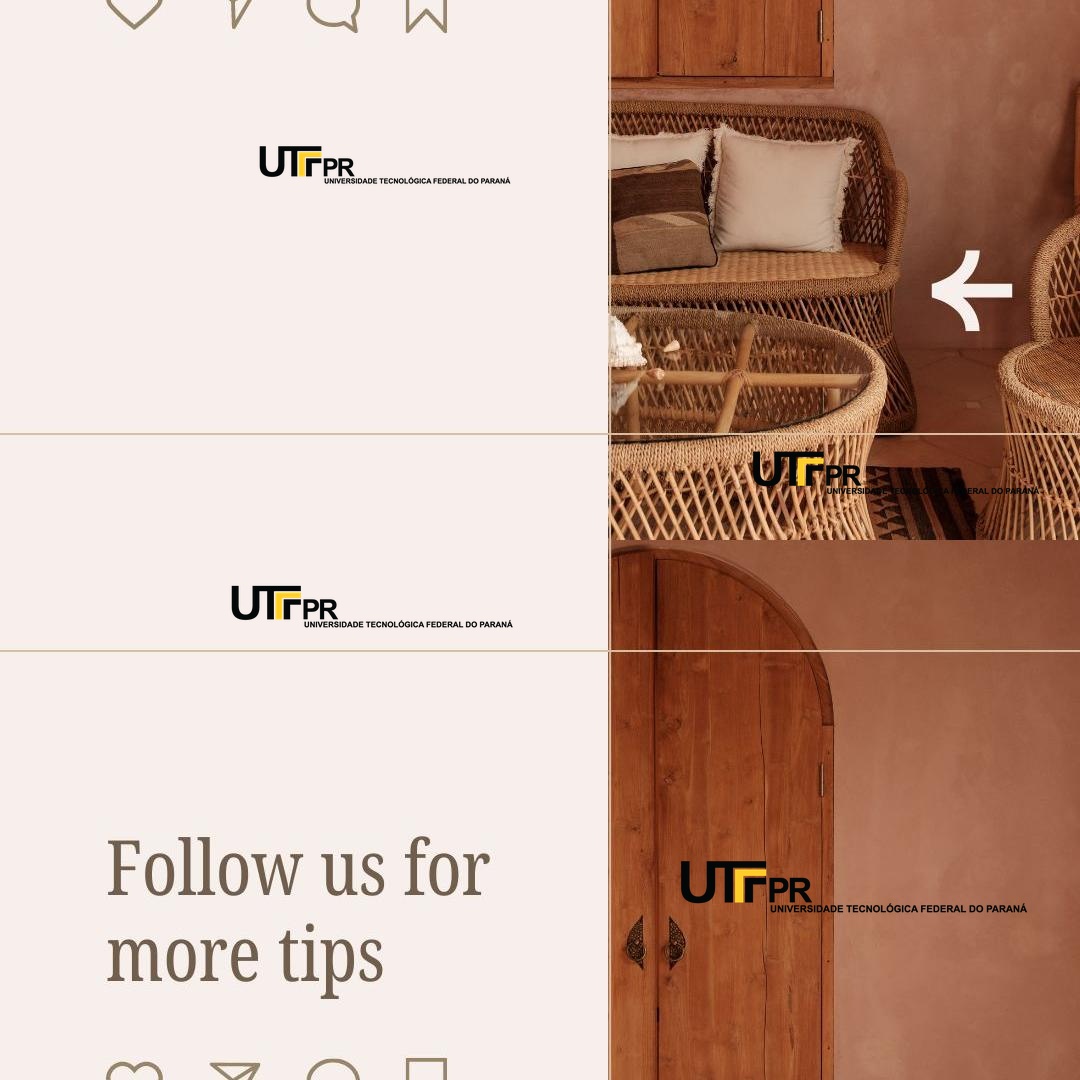 UTFPR
UNIVERSIDADE TECNOLÓGICA FEDERAL DO PARANÁ
UTFPR
UNIVERSIDADE TECNOLÓGICA FEDERAL DO PARANÁ
UTFPR
UNIVERSIDADE TECNOLÓGICA FEDERAL DO PARANÁ
Follow us for
more tips
UTFPR
UNIVERSIDADE TECNOLÓGICA FEDERAL DO PARANÁ